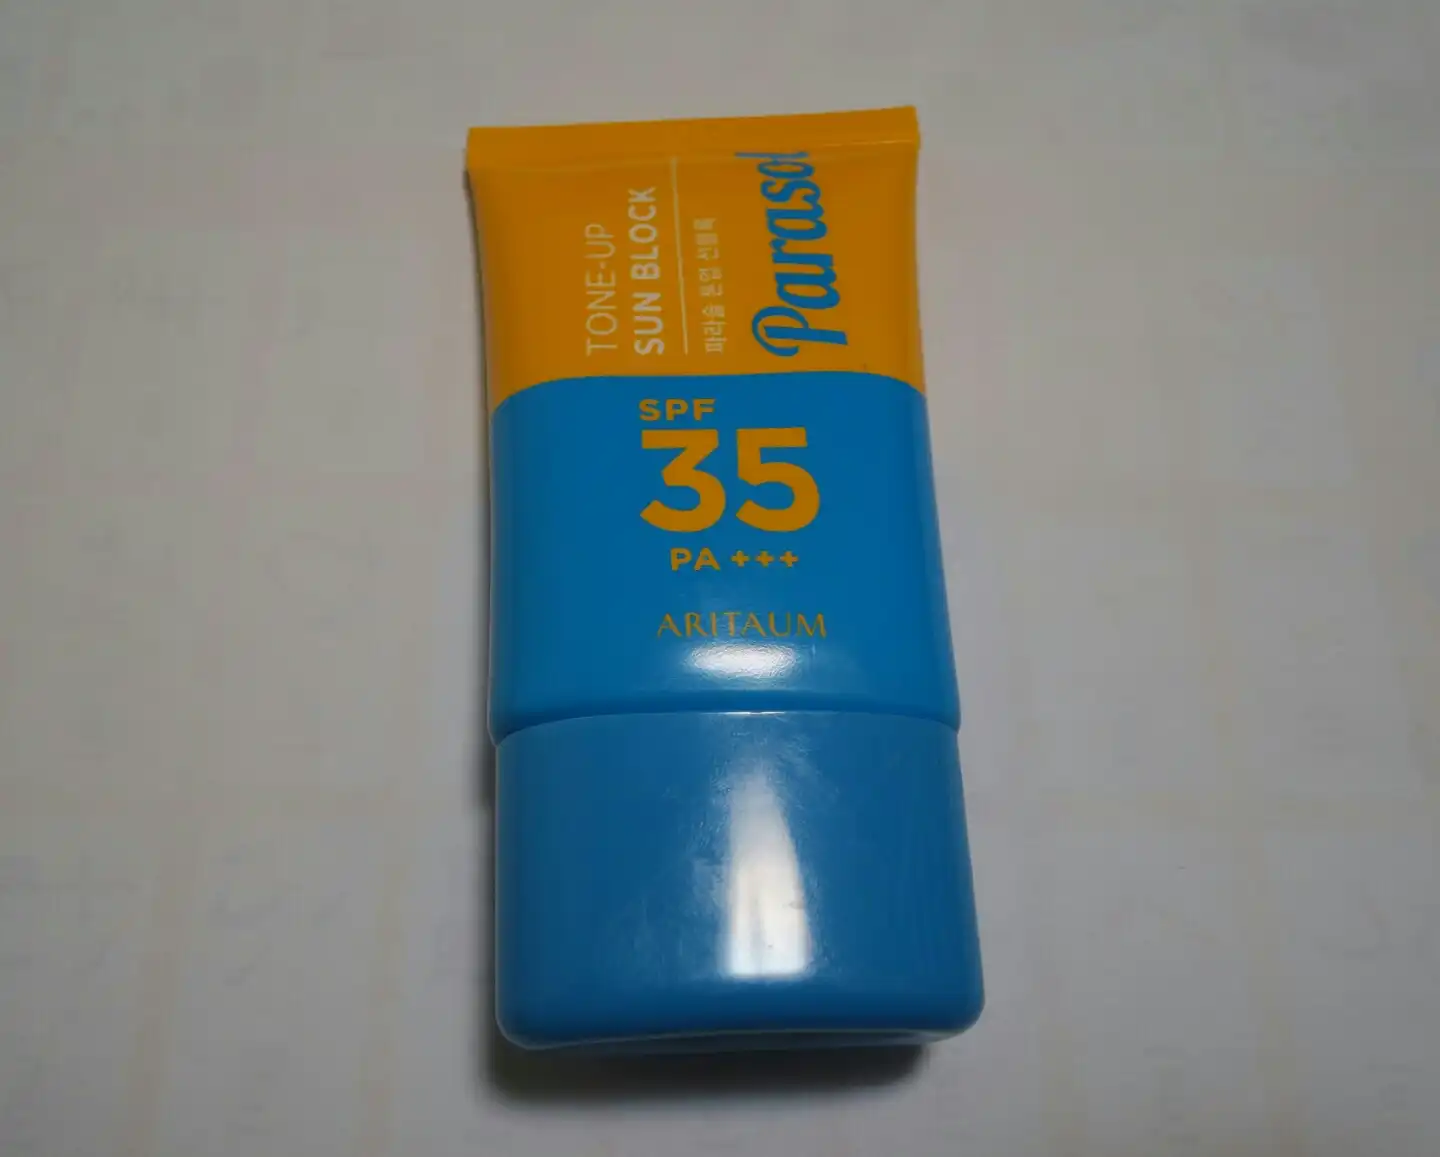 TONE-UP
SUN BLOCK
파라솔 톤업 선블록
Parasol
SPF
35
PA +++
ARITAUM